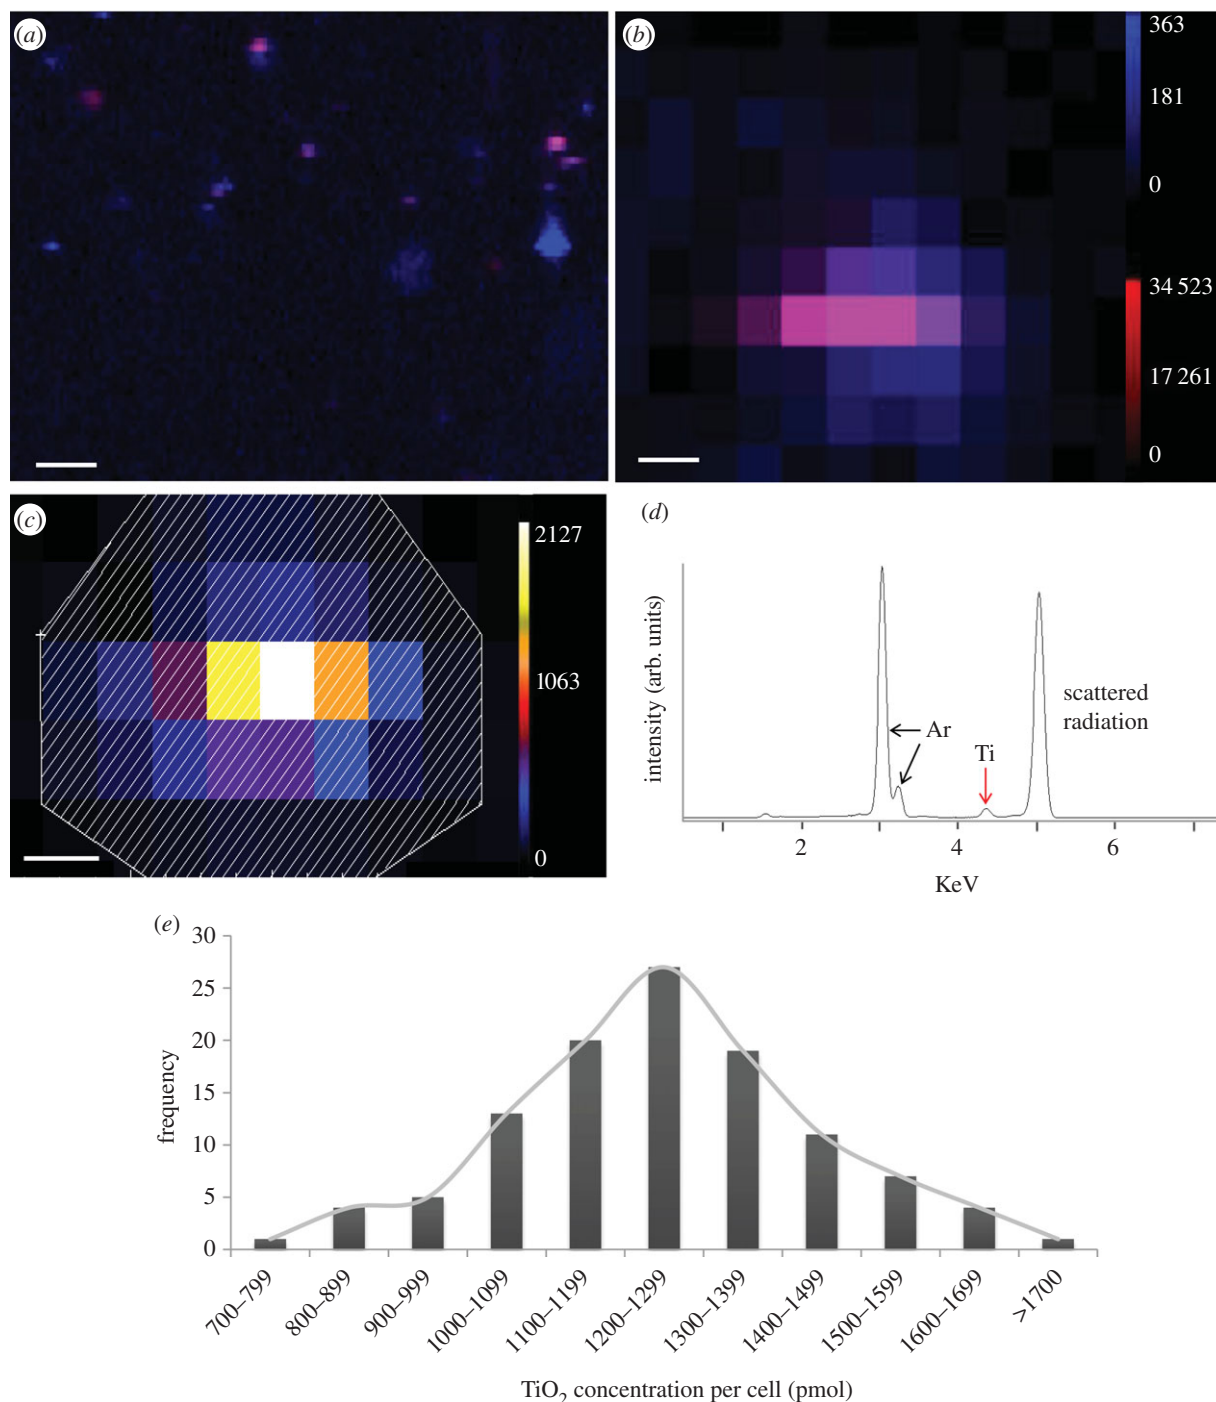 (a)
(b)
363
181
0
34 523
17 261
0
(c)
2127
1063
0
(d)
intensity (arb. units)
Ar
Ti
scattered
radiation
2 4 6
KeV
(e)
frequency
30
25
20
15
10
5
0
700–799 800–899 900–999 1000–1099 1100–1199 1200–1299 1300–1399 1400–1499 1500–1599 1600–1699 >1700
TiO₂ concentration per cell (pmol)